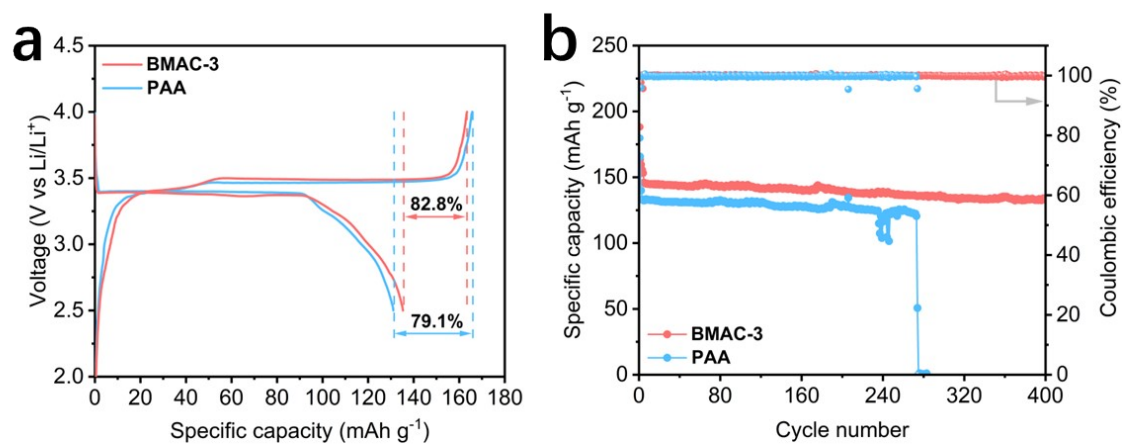 a
4.5
4.0
3.5
3.0
2.5
2.0
Voltage (V vs Li/Li⁺)
BMAC-3
PAA
82.8%
79.1%
0 20 40 60 80 100 120 140 160 180
Specific capacity (mAh g⁻¹)
b
250
200
150
100
50
0
Specific capacity (mAh g⁻¹)
BMAC-3
PAA
100
80
60
40
20
0
Coulombic efficiency (%)
0 80 160 240 320 400
Cycle number